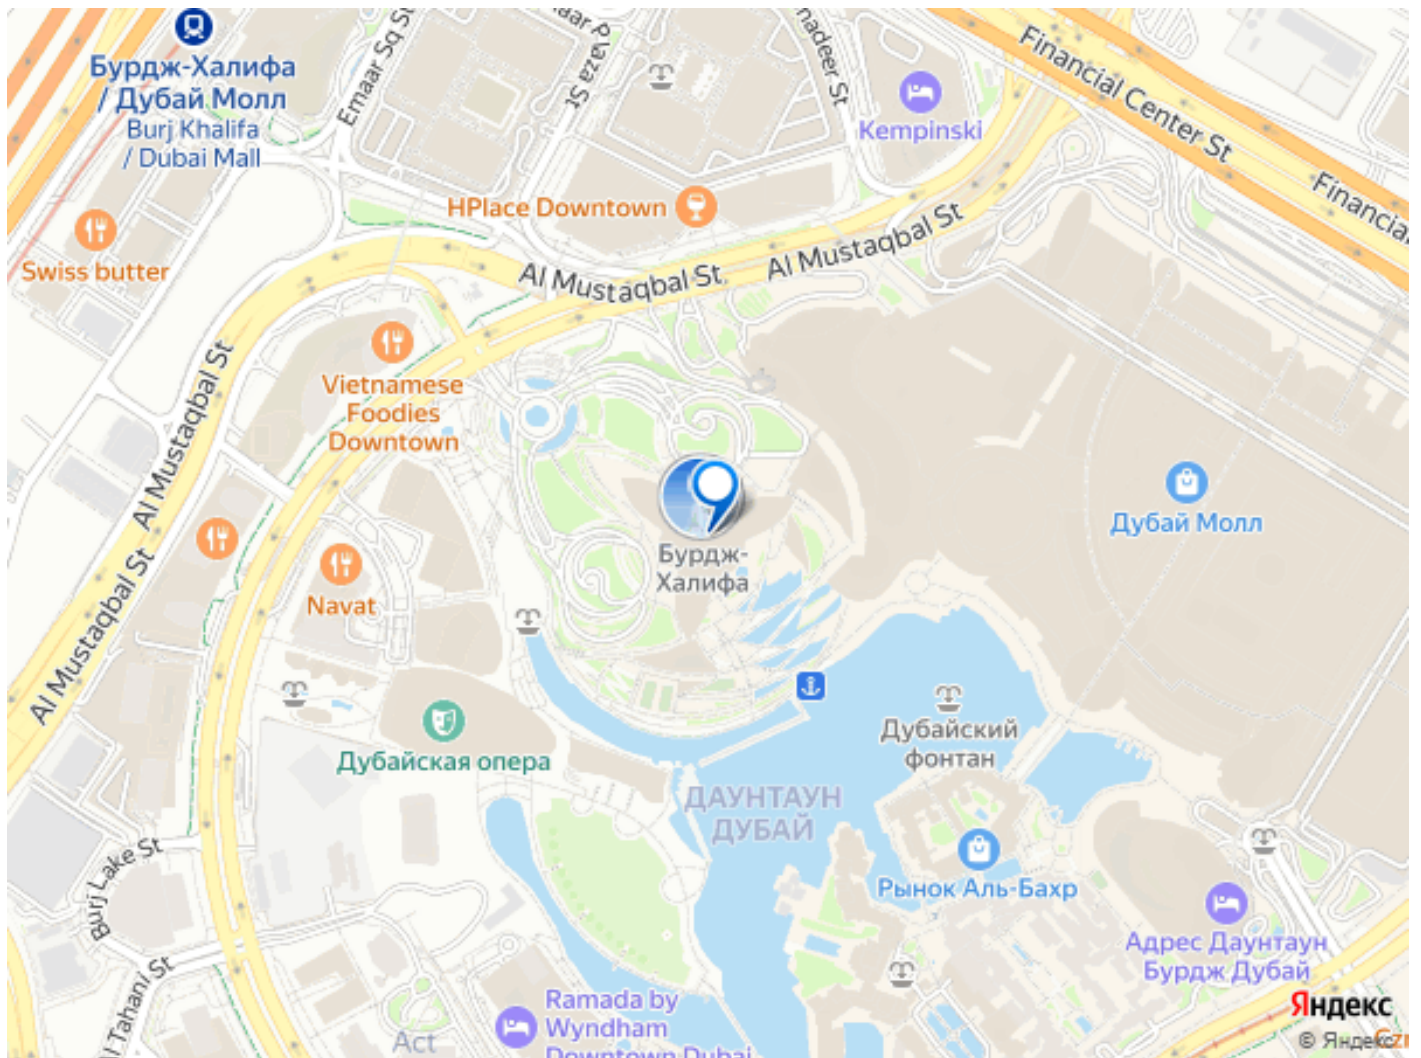 Emaar Sq St
Emaar Plaza St
Financial Center St
Бурдж-Халифа
/ Дубай Молл
Burj Khalifa
/ Dubai Mall
Kempinski
Financial
HPlace Downtown
Al Mustaqbal St
Al Mustaqbal St
Swiss butter
Al Mustaqbal St
Vietnamese
Foodies
Downtown
Дубай Молл
Бурдж-
Халифа
Al Mustaqbal St
Navat
Дубайский
фонтан
Дубайская опера
ДАУНТАУН
ДУБАЙ
Burj Lake St
Рынок Аль-Бахр
Адрес Даунтаун
Бурдж Дубай
Al Tahani St
Ramada by
Wyndham
Downtown Dubai
Act
Яндекс
© Яндекс